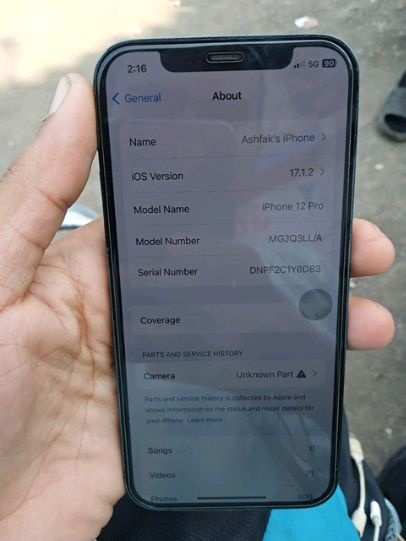 2:16 5G 90
General About
Name Ashfak's iPhone
iOS Version 17.1.2
Model Name iPhone 12 Pro
Model Number MGJQ3LL/A
Serial Number DNPF2C1Y0D83
Coverage
PARTS AND SERVICE HISTORY
Camera Unknown Part
Parts and service history is collected by Apple and
shows information on the status and repair details for
your iPhone. Learn more...
Songs 0
Videos 71
Photos 500